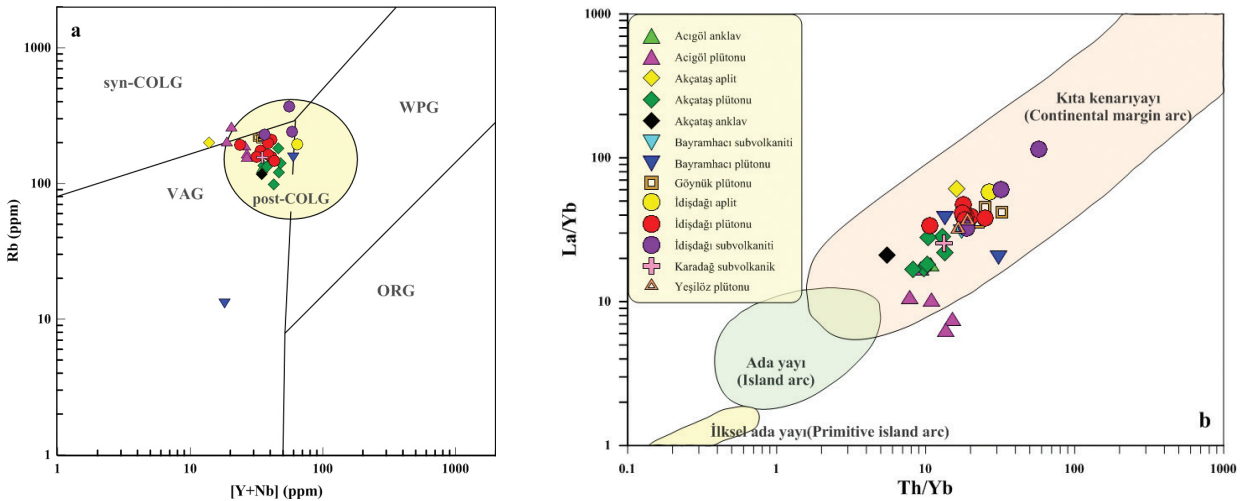 a
1000
100
10
1
Rb (ppm)
syn-COLG
WPG
VAG
post-COLG
ORG
1
10
100
1000
[Y+Nb] (ppm)
1000
100
10
1
La/Yb
Acıgöl anklav
Acigöl plütonu
Akçataş aplit
Akçataş plütonu
Akçataş anklav
Bayramhacı subvolkaniti
Bayramhacı plütonu
Göynük plütonu
İdişdağı aplit
İdişdağı plütonu
İdişdağı subvolkaniti
Karadağ subvolkanik
Yeşilöz plütonu
Kıta kenarıyayı
(Continental margin arc)
Ada yayı
(Island arc)
İlksel ada yayı(Primitive island arc)
b
0.1
1
10
100
1000
Th/Yb